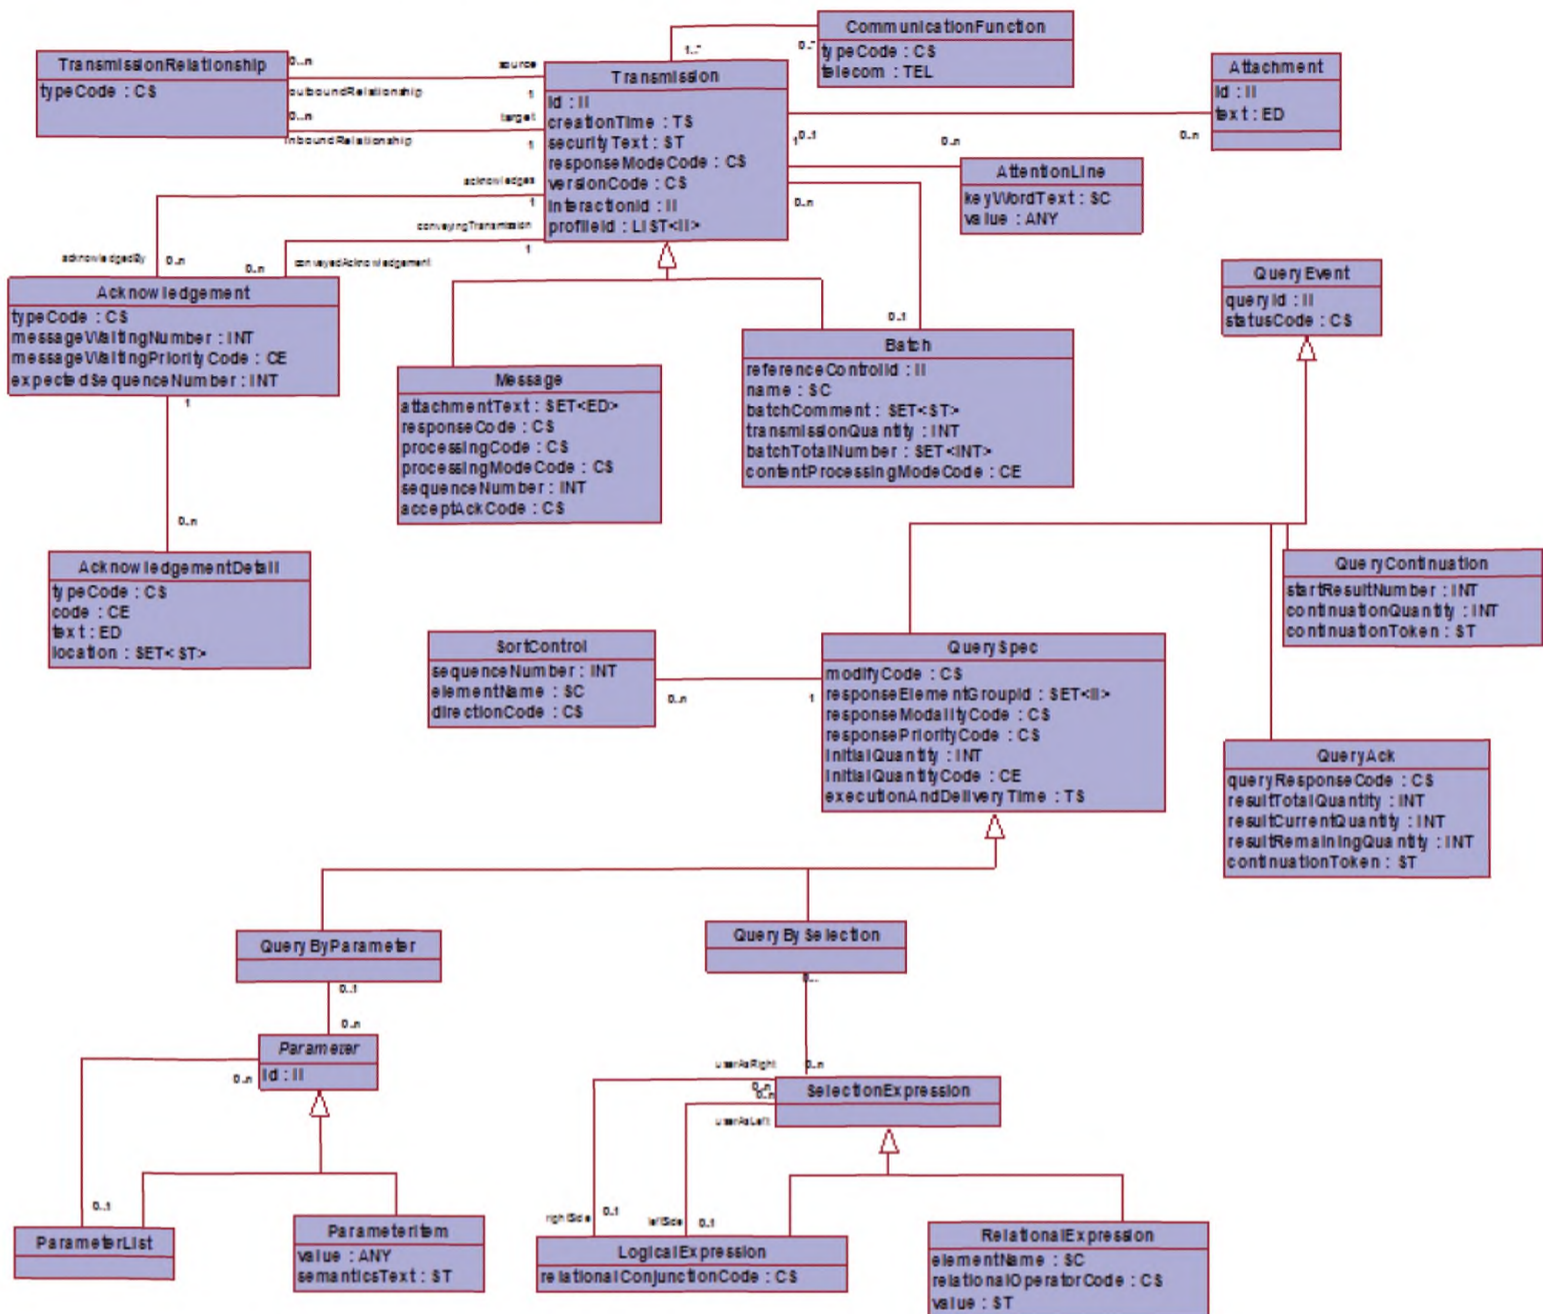 CommunicationFunction
typeCode : CS
telecom : TEL
1..*
0..*
TransmissionRelationship
typeCode : CS
0..n
source
outboundRelationship
1
0..n
target
inboundRelationship
1
Transmission
id : II
creationTime : TS
securityText : ST
responseModeCode : CS
versionCode : CS
interactionId : II
profileId : LIST<II>
Attachment
id : II
text : ED
0..1
0..n
1
0..n
AttentionLine
keyWordText : SC
value : ANY
acknowledges
1
conveyingTransmission
1
acknowledgedBy
0..n
0..n
conveyedAcknowledgement
0..n
0..1
Acknowledgement
typeCode : CS
messageWaitingNumber : INT
messageWaitingPriorityCode : CE
expectedSequenceNumber : INT
1
0..n
QueryEvent
queryId : II
statusCode : CS
Message
attachmentText : SET<ED>
responseCode : CS
processingCode : CS
processingModeCode : CS
sequenceNumber : INT
acceptAckCode : CS
Batch
referenceControlId : II
name : SC
batchComment : SET<ST>
transmissionQuantity : INT
batchTotalNumber : SET<INT>
contentProcessingModeCode : CE
AcknowledgementDetail
typeCode : CS
code : CE
text : ED
location : SET<ST>
QueryContinuation
startResultNumber : INT
continuationQuantity : INT
continuationToken : ST
SortControl
sequenceNumber : INT
elementName : SC
directionCode : CS
0..n
1
QuerySpec
modifyCode : CS
responseElementGroupId : SET<II>
responseModalityCode : CS
responsePriorityCode : CS
initialQuantity : INT
initialQuantityCode : CE
executionAndDeliveryTime : TS
QueryAck
queryResponseCode : CS
resultTotalQuantity : INT
resultCurrentQuantity : INT
resultRemainingQuantity : INT
continuationToken : ST
QueryByParameter
0..1
0..n
QueryBySelection
0..n
Parameter
id : II
0..n
0..1
userAsRight
0..n
0..n
userAsLeft
SelectionExpression
rightSide
0..1
leftSide
0..1
ParameterList
ParameterItem
value : ANY
semanticsText : ST
LogicalExpression
relationalConjunctionCode : CS
RelationalExpression
elementName : SC
relationalOperatorCode : CS
value : ST